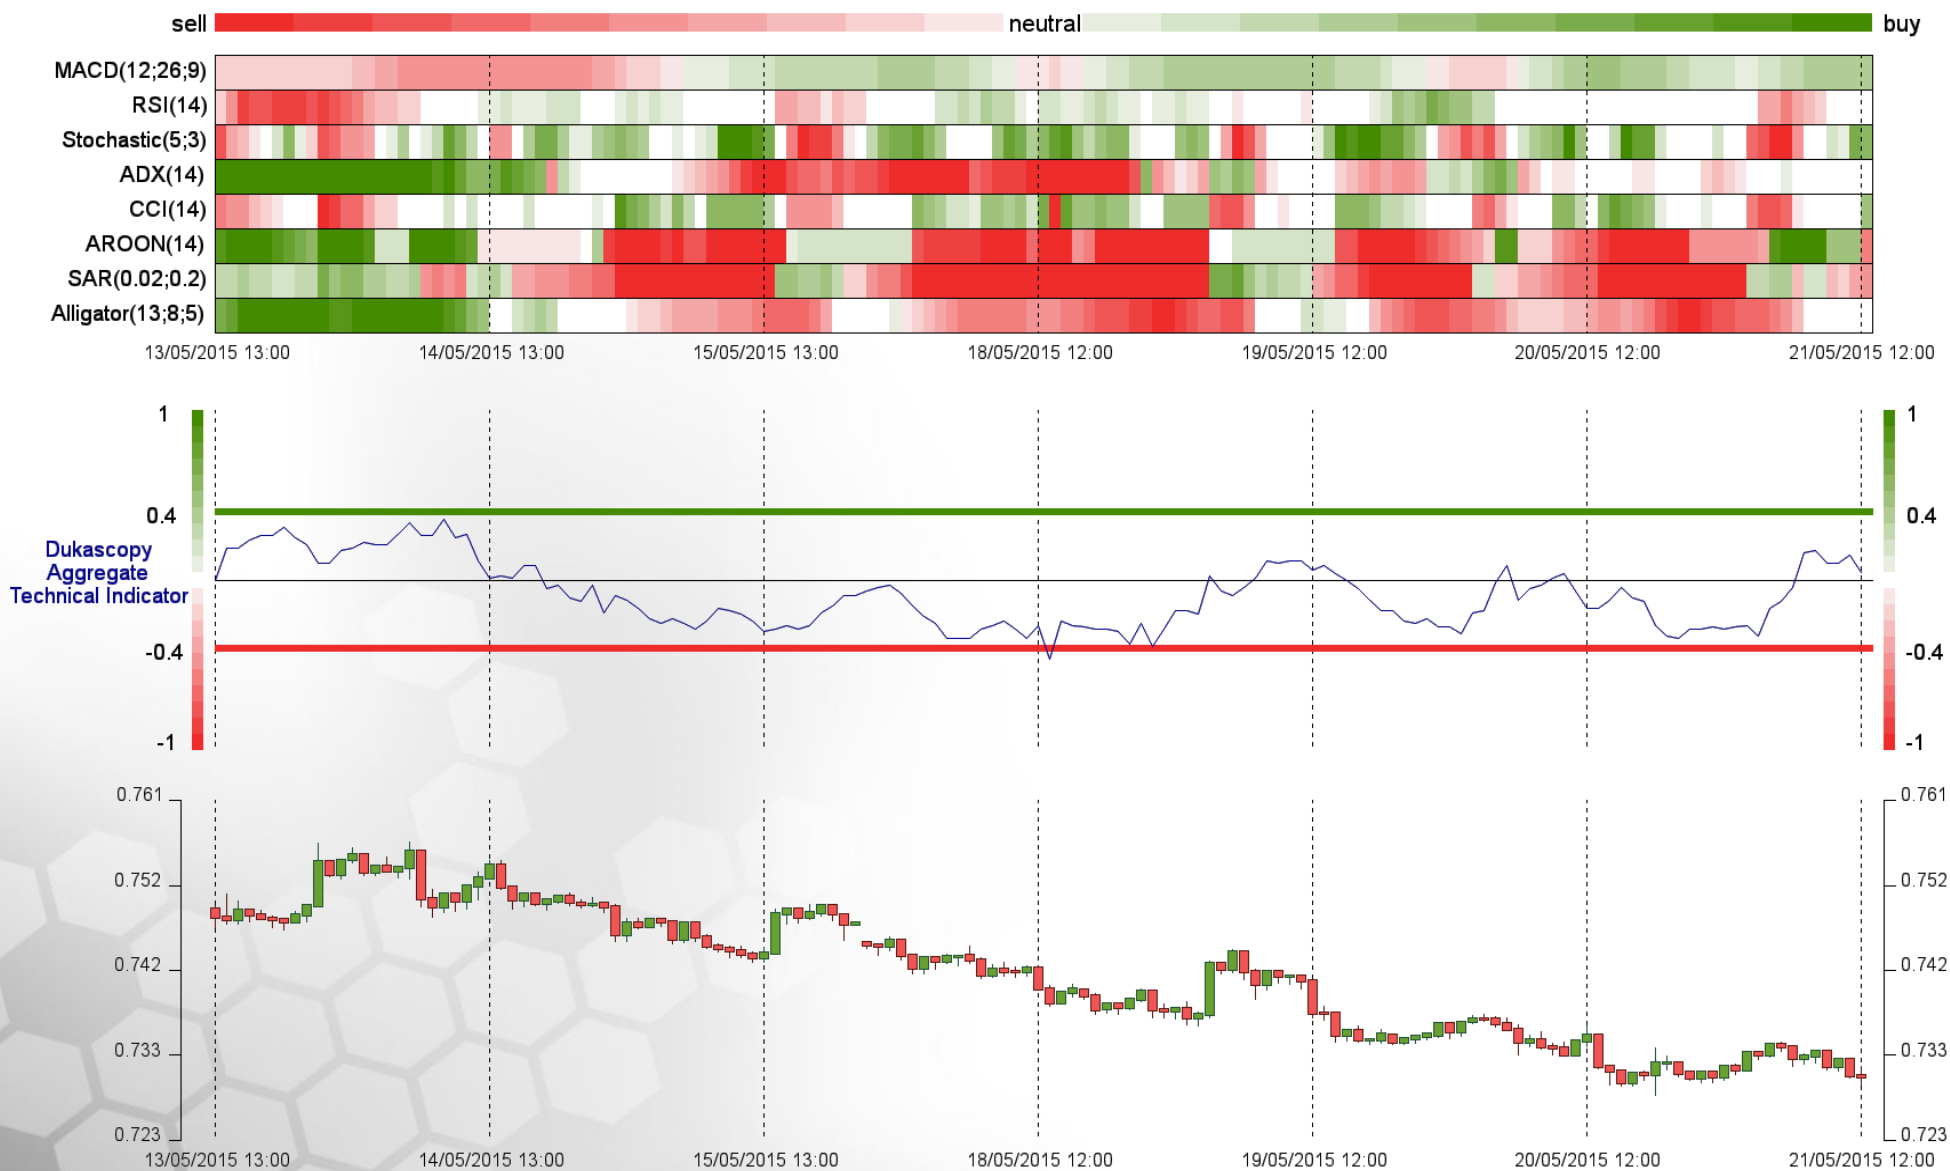 sell neutral buy
MACD(12;26;9)
RSI(14)
Stochastic(5;3)
ADX(14)
CCI(14)
AROON(14)
SAR(0.02;0.2)
Alligator(13;8;5)
13/05/2015 13:00 14/05/2015 13:00 15/05/2015 13:00 18/05/2015 12:00 19/05/2015 12:00 20/05/2015 12:00 21/05/2015 12:00
1 1
0.4 0.4
Dukascopy
Aggregate
Technical Indicator
-0.4 -0.4
-1 -1
0.761 0.761
0.752 0.752
0.742 0.742
0.733 0.733
0.723 0.723
13/05/2015 13:00 14/05/2015 13:00 15/05/2015 13:00 18/05/2015 12:00 19/05/2015 12:00 20/05/2015 12:00 21/05/2015 12:00